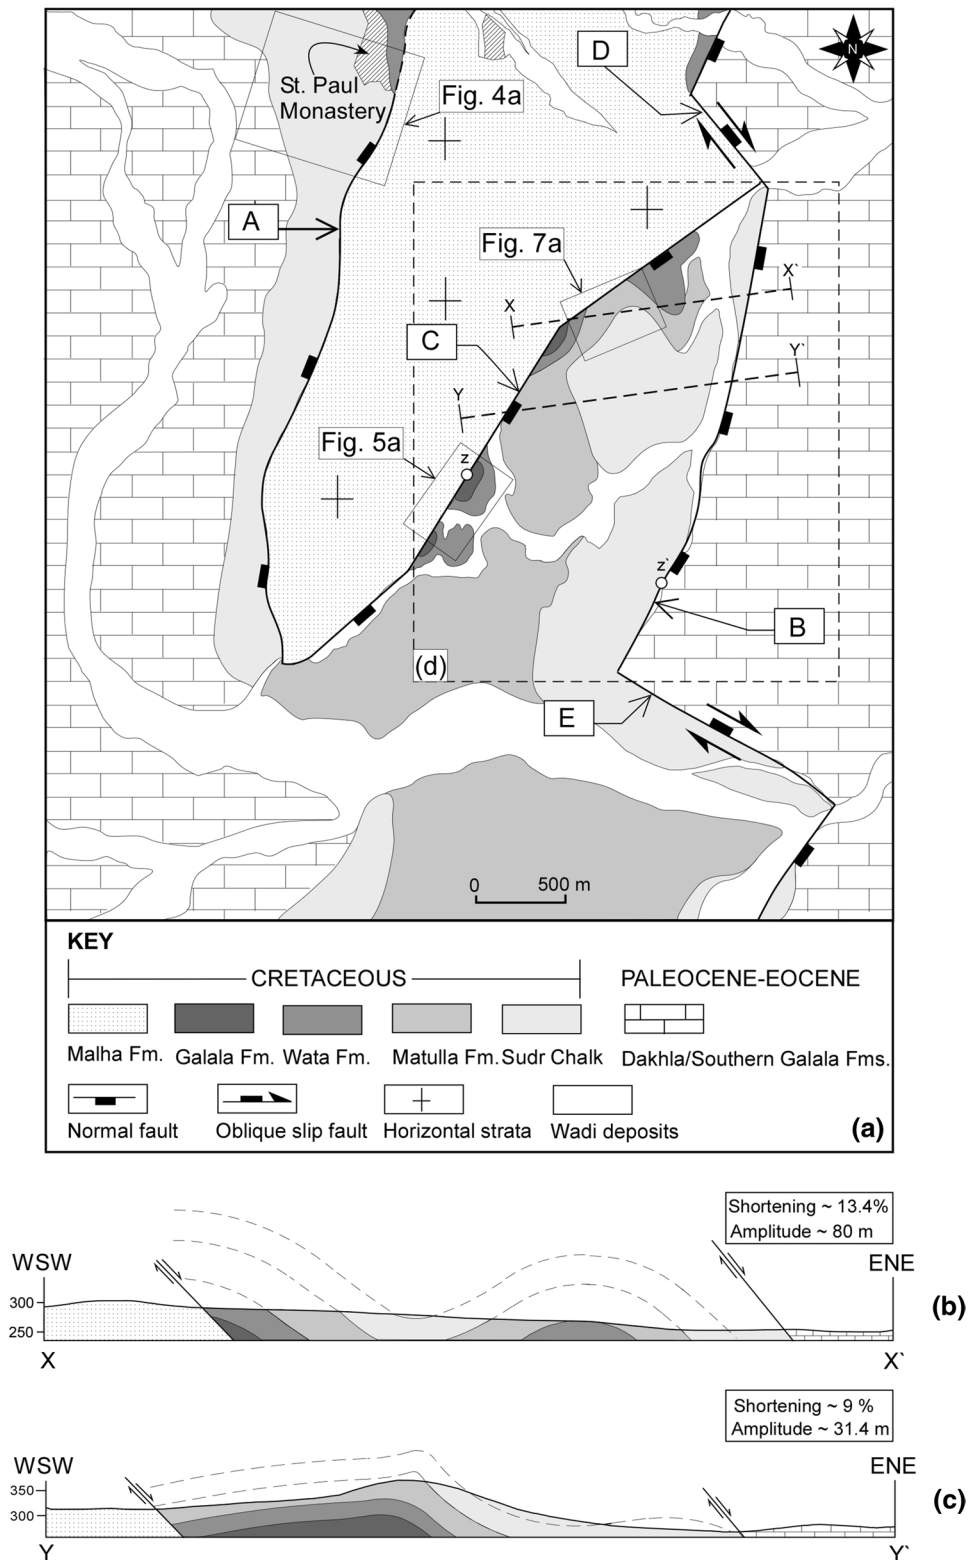 D
N
St. Paul
Monastery
Fig. 4a
A
Fig. 7a
X`
X
C
Y`
Y
Fig. 5a
z
z`
B
(d)
E
0 500 m
KEY
CRETACEOUS PALEOCENE-EOCENE
Malha Fm. Galala Fm. Wata Fm. Matulla Fm. Sudr Chalk Dakhla/Southern Galala Fms.
Normal fault Oblique slip fault Horizontal strata Wadi deposits (a)
Shortening ~ 13.4%
Amplitude ~ 80 m
WSW ENE
300
250
(b)
X X`
Shortening ~ 9 %
Amplitude ~ 31.4 m
WSW ENE
350
300
(c)
Y Y`